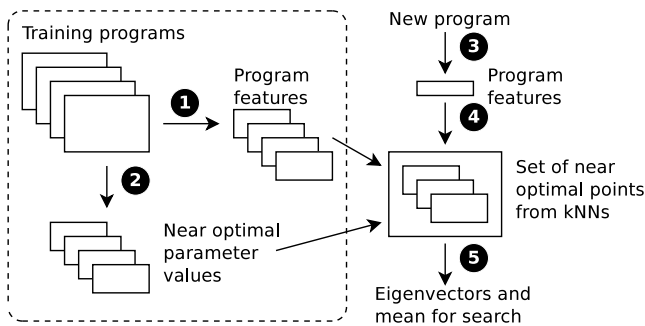 Training programs
1
Program
features
2
Near optimal
parameter
values
New program
3
Program
features
4
Set of near
optimal points
from kNNs
5
Eigenvectors and
mean for search